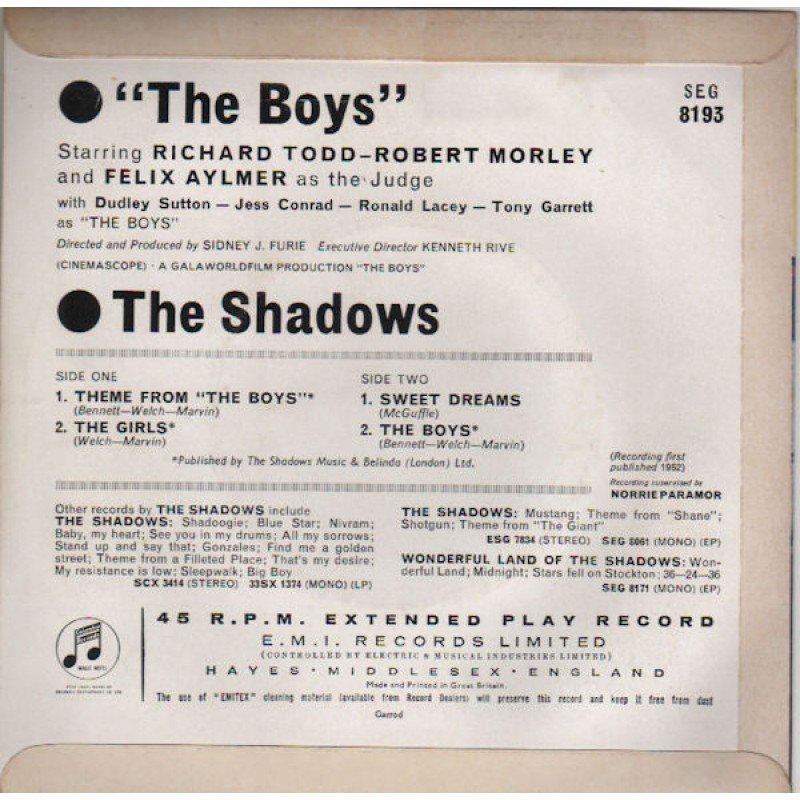 "The Boys"
SEG
8193
Starring RICHARD TODD–ROBERT MORLEY
and FELIX AYLMER as the Judge
with Dudley Sutton — Jess Conrad — Ronald Lacey — Tony Garrett
as "THE BOYS"
Directed and Produced by SIDNEY J. FURIE Executive Director KENNETH RIVE
(CINEMASCOPE) · A GALAWORLDFILM PRODUCTION "THE BOYS"
The Shadows
SIDE ONE
1. THEME FROM "THE BOYS"*
(Bennett—Welch—Marvin)
2. THE GIRLS*
(Welch—Marvin)
SIDE TWO
1. SWEET DREAMS
(McGuffie)
2. THE BOYS*
(Bennett—Welch—Marvin)
*Published by The Shadows Music & Belinda (London) Ltd.
(Recording first
published 1962)
Recording supervised by
NORRIE PARAMOR
Other records by THE SHADOWS include
THE SHADOWS: Shadoogie; Blue Star; Nivram;
Baby, my heart; See you in my drums; All my sorrows;
Stand up and say that; Gonzales; Find me a golden
street; Theme from a Filleted Place; That's my desire;
My resistance is low; Sleepwalk; Big Boy
SCX 3414 (STEREO) 33SX 1374 (MONO) (LP)
THE SHADOWS: Mustang; Theme from "Shane";
Shotgun; Theme from "The Giant"
ESG 7834 (STEREO) SEG 8061 (MONO) (EP)
WONDERFUL LAND OF THE SHADOWS: Won-
derful Land; Midnight; Stars fell on Stockton; 36—24—36
SEG 8171 (MONO) (EP)
Columbia
Records
MAGIC NOTES
45 R.P.M. EXTENDED PLAY RECORD
E.M.I. RECORDS LIMITED
(CONTROLLED BY ELECTRIC & MUSICAL INDUSTRIES LIMITED)
HAYES · MIDDLESEX · ENGLAND
Made and Printed in Great Britain.
The use of "EMITEX" cleaning material (available from Record Dealers) will preserve this record and keep it free from dust
Garrod